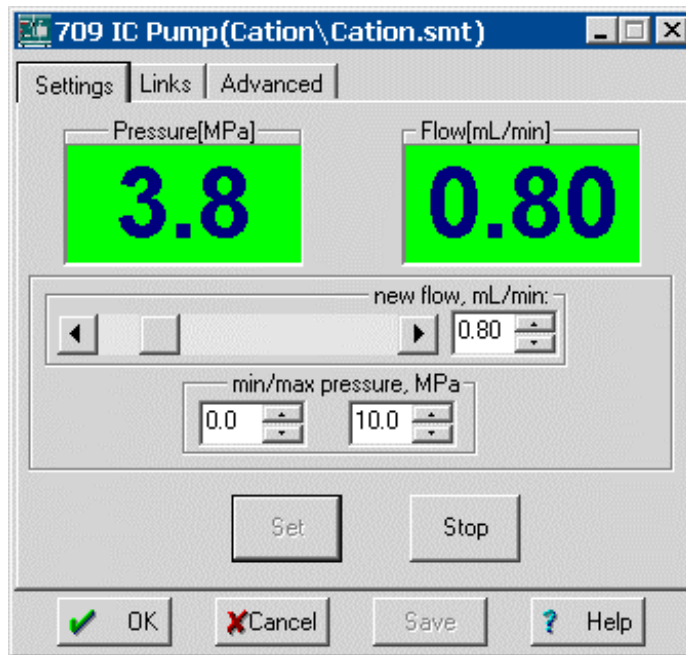 709 IC Pump(Cation\Cation.smt)
Settings Links Advanced
Pressure[MPa] Flow[mL/min]
3.8 0.80
new flow, mL/min:
0.80
min/max pressure, MPa
0.0 10.0
Set Stop
OK Cancel Save ? Help